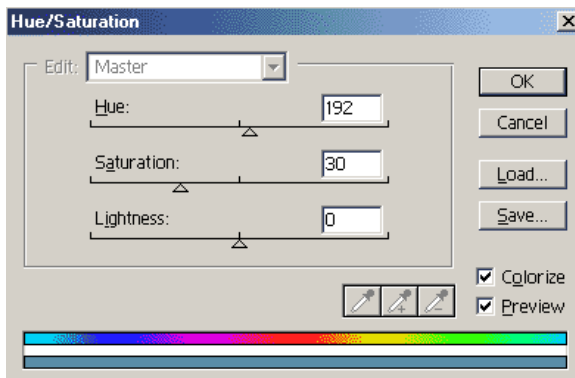 Hue/Saturation
Edit: Master
OK
Hue: 192
Cancel
Saturation: 30
Load...
Lightness: 0
Save...
Colorize
Preview